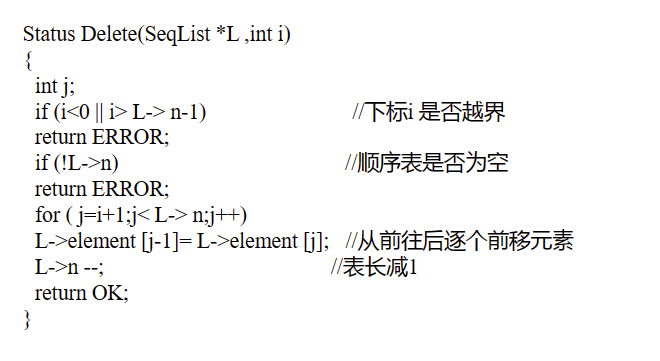 Status Delete(SeqList *L ,int i)
{
int j;
if (i<0 || i> L-> n-1) //下标i 是否越界
return ERROR;
if (!L->n) //顺序表是否为空
return ERROR;
for ( j=i+1;j< L-> n;j++)
L->element [j-1]= L->element [j]; //从前往后逐个前移元素
L->n --; //表长减1
return OK;
}